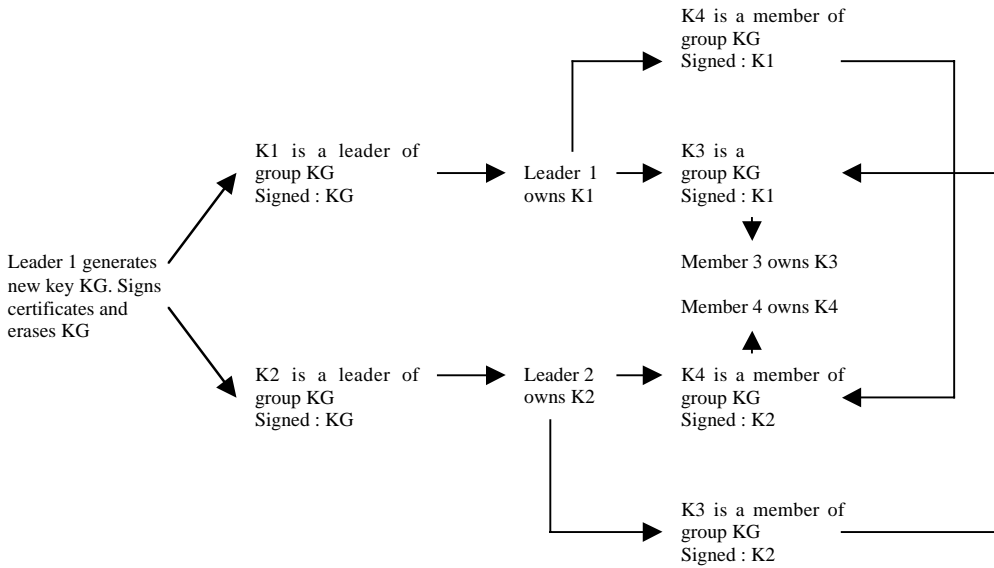 K4 is a member of
group KG
Signed : K1
K1 is a leader of
group KG
Signed : KG
Leader 1
owns K1
K3 is a
group KG
Signed : K1
Leader 1 generates
new key KG. Signs
certificates and
erases KG
Member 3 owns K3
Member 4 owns K4
K2 is a leader of
group KG
Signed : KG
Leader 2
owns K2
K4 is a member of
group KG
Signed : K2
K3 is a member of
group KG
Signed : K2